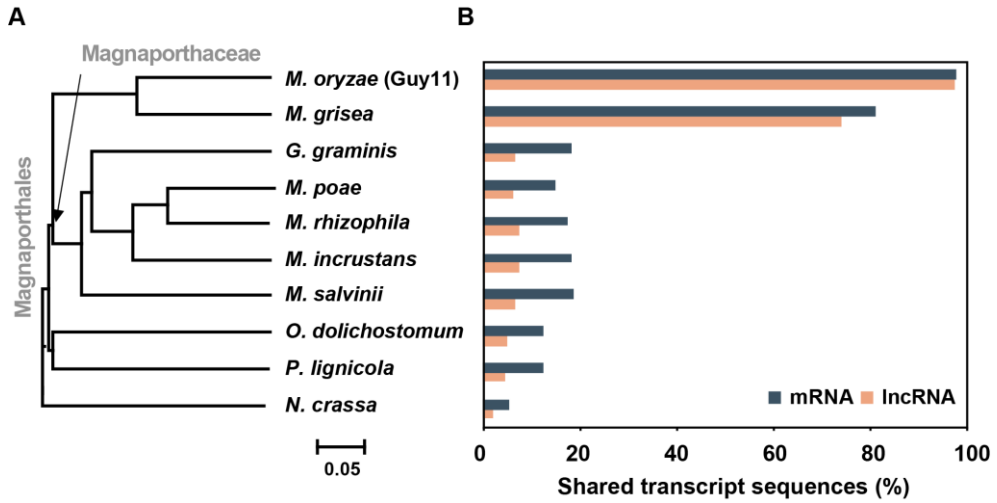 A
B
Magnaporthaceae
Magnaporthales
M. oryzae (Guy11)
M. grisea
G. graminis
M. poae
M. rhizophila
M. incrustans
M. salvinii
O. dolichostomum
P. lignicola
N. crassa
0.05
mRNA lncRNA
0 20 40 60 80 100
Shared transcript sequences (%)